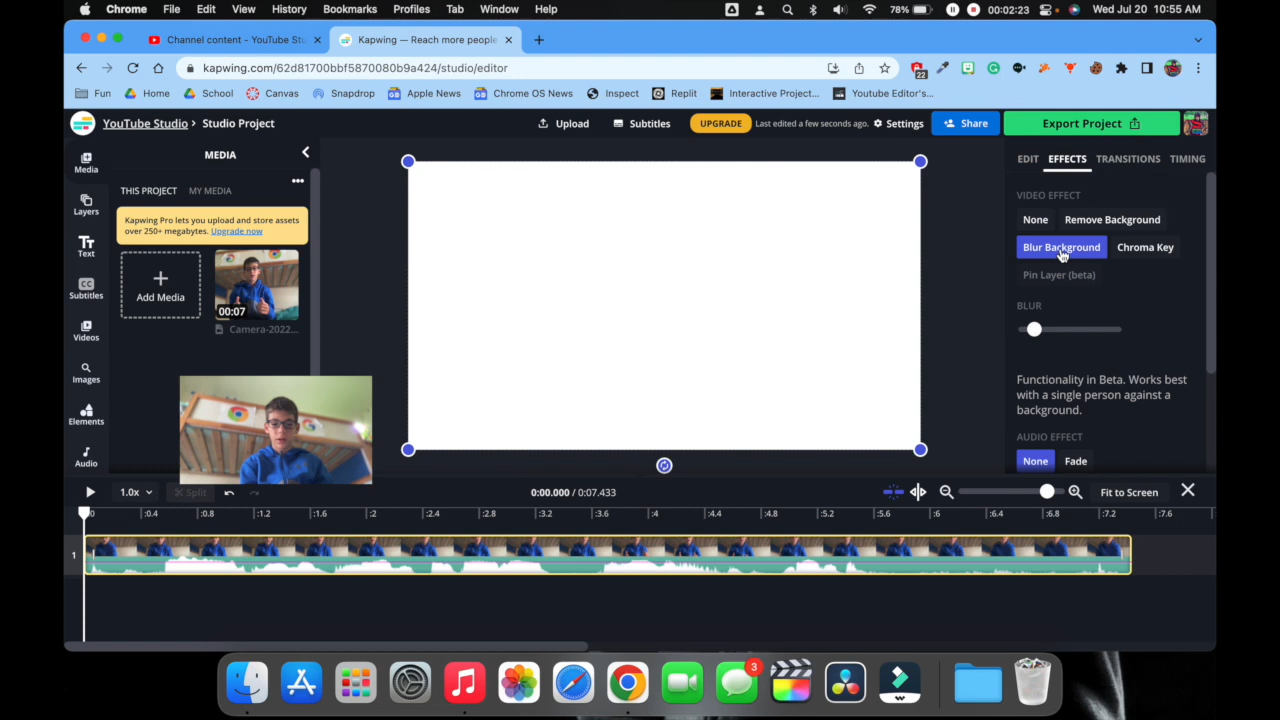 Chrome File Edit View History Bookmarks Profiles Tab Window Help 78% 00:02:23 Wed Jul 20 10:55 AM
Channel content - YouTube Stu
Kapwing — Reach more people
kapwing.com/62d81700bbf5870080b9a424/studio/editor
22
Fun Home School Canvas Snapdrop Apple News Chrome OS News Inspect Replit Interactive Project... Youtube Editor's...
YouTube Studio › Studio Project
Upload
Subtitles
UPGRADE
Last edited a few seconds ago.
Settings
Share
Export Project
Media
Layers
Text
CC
Subtitles
Videos
Images
Elements
Audio
MEDIA
THIS PROJECT MY MEDIA
Kapwing Pro lets you upload and store assets
over 250+ megabytes. Upgrade now
Add Media
00:07
Camera-2022...
EDIT EFFECTS TRANSITIONS TIMING
VIDEO EFFECT
None Remove Background
Blur Background Chroma Key
Pin Layer (beta)
BLUR
Functionality in Beta. Works best
with a single person against a
background.
AUDIO EFFECT
None Fade
1.0x Split 0:00.000 / 0:07.433 Fit to Screen
0 :0.4 :0.8 :1.2 :1.6 :2 :2.4 :2.8 :3.2 :3.6 :4 :4.4 :4.8 :5.2 :5.6 :6 :6.4 :6.8 :7.2 :7.6
1
3